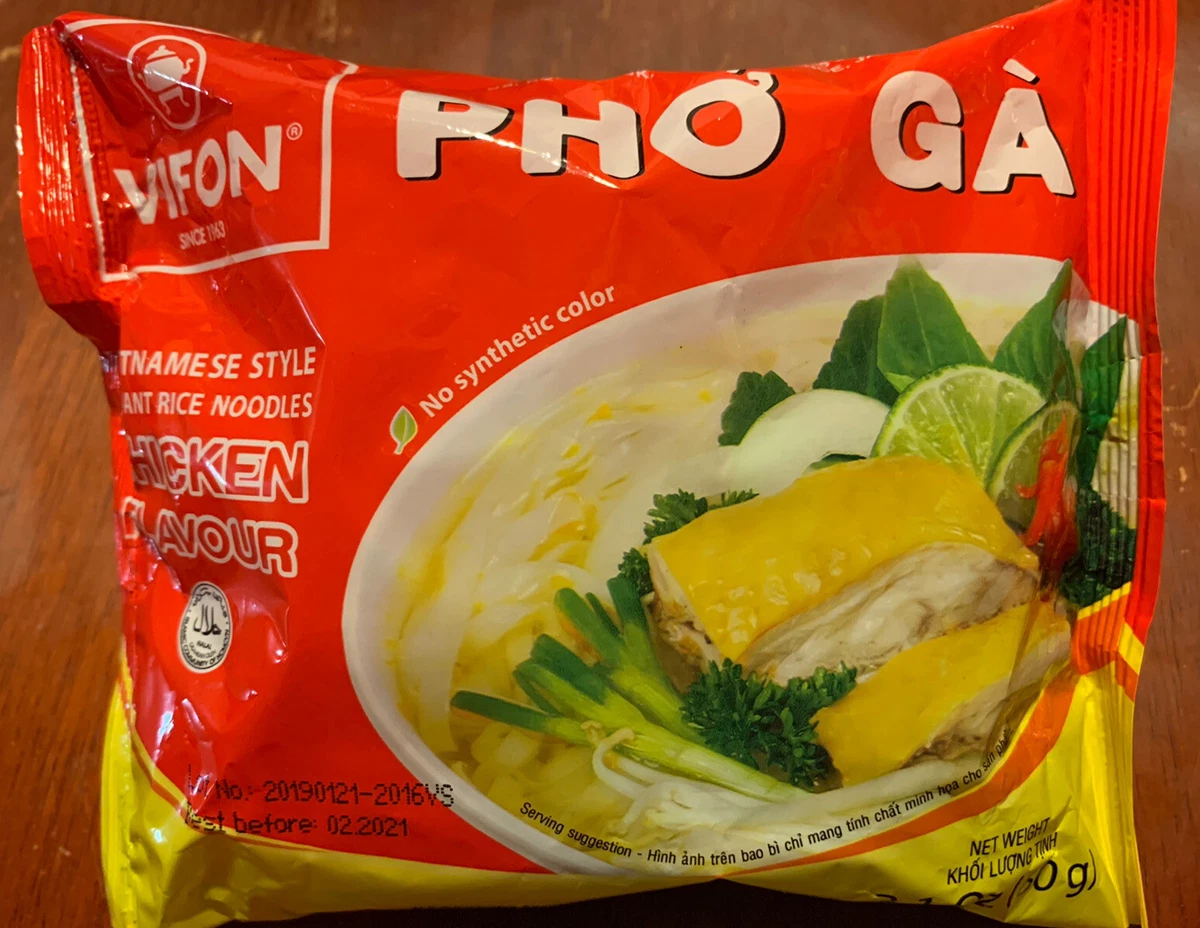 VIFON®
SINCE 1963
PHỞ GÀ
No synthetic color
TNAMESE STYLE
ANT RICE NOODLES
HICKEN
LAVOUR
HALAL
No.: 20190121-2016VS
est before: 02.2021
Serving suggestion - Hình ảnh trên bao bì chỉ mang tính chất minh họa cho sản
NET WEIGHT
KHỐI LƯỢNG TỊNH